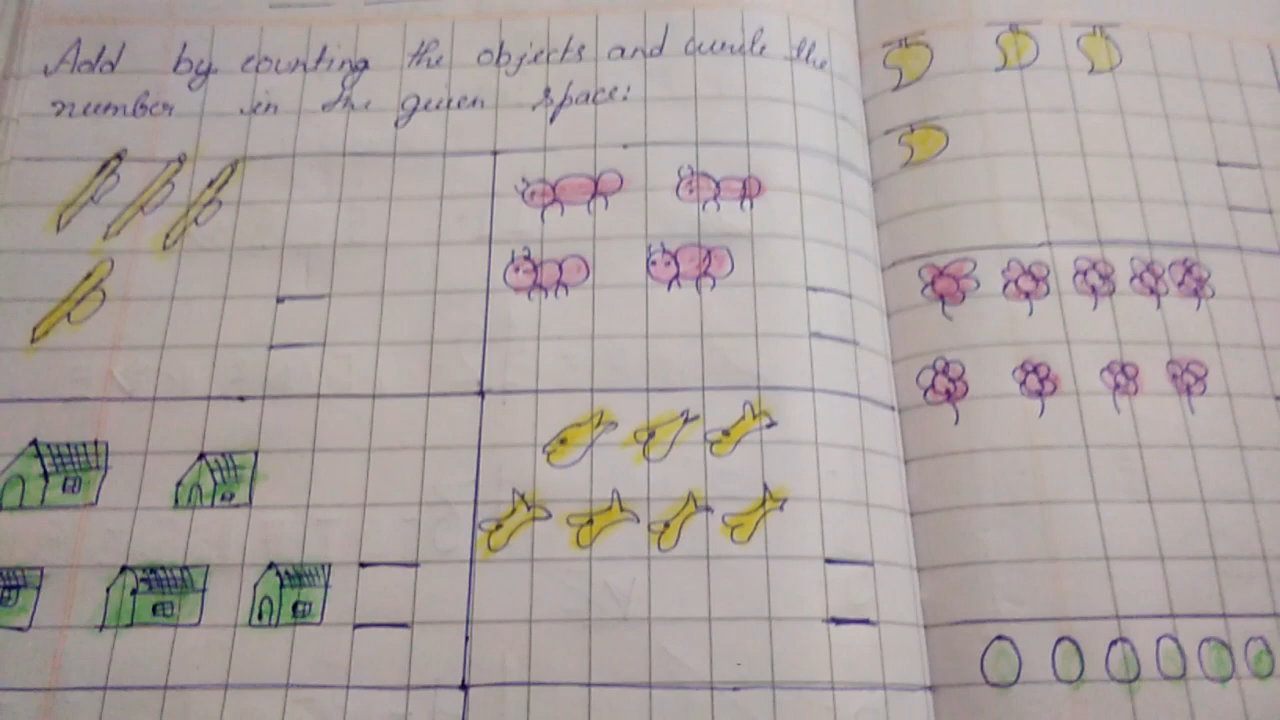 Add by counting the objects and write the
number in the given space: